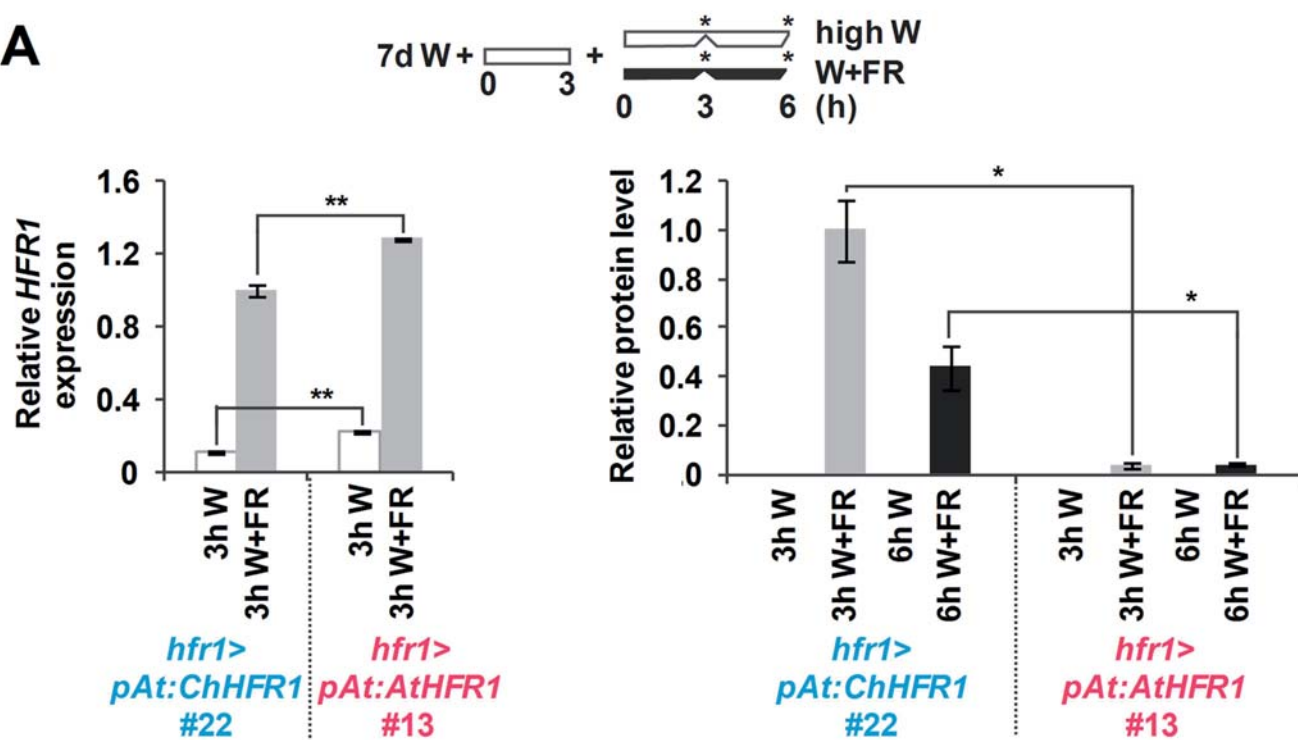 A
7d W + + high W
* *
* *
W+FR
0 3 0 3 6 (h)
Relative HFR1
expression
1.6
1.2
0.8
0.4
0
**
**
3h W
3h W+FR
3h W
3h W+FR
hfr1>
pAt:ChHFR1
#22
hfr1>
pAt:AtHFR1
#13
Relative protein level
1.2
1.0
0.8
0.6
0.4
0.2
.0
*
*
3h W
3h W+FR
6h W
6h W+FR
3h W
3h W+FR
6h W
6h W+FR
hfr1>
pAt:ChHFR1
#22
hfr1>
pAt:AtHFR1
#13